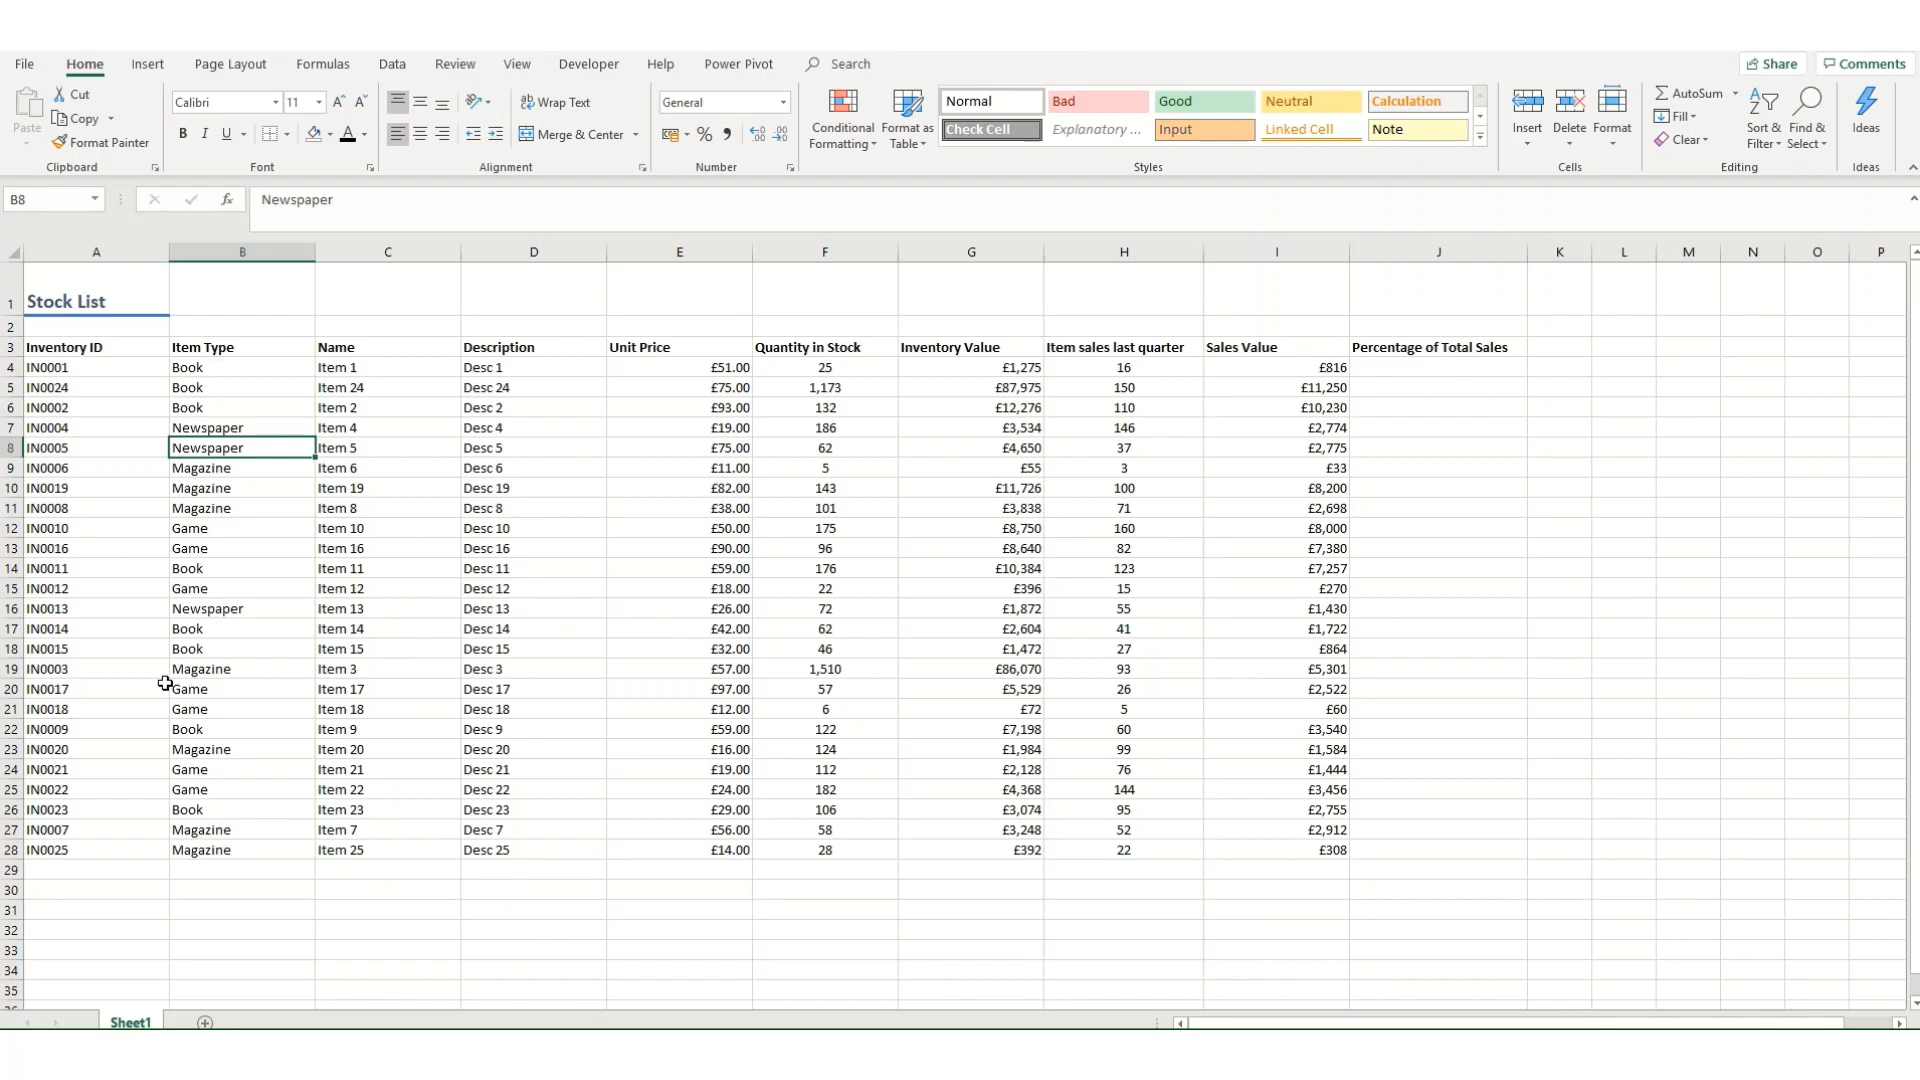 File Home Insert Page Layout Formulas Data Review View Developer Help Power Pivot Search Share Comments
Paste Cut Copy Format Painter Clipboard
Calibri 11 A A B I U A Font
ab Wrap Text Merge & Center Alignment
General % , .00 Number
Conditional Formatting Format as Table
Normal Bad Good Neutral Calculation
Check Cell Explanatory ... Input Linked Cell Note
Styles
Insert Delete Format Cells
AutoSum Fill Clear Sort & Filter Find & Select Editing
Ideas Ideas
B8 fx Newspaper
A B C D E F G H I J K L M N O P
1 Stock List
2
3 Inventory ID Item Type Name Description Unit Price Quantity in Stock Inventory Value Item sales last quarter Sales Value Percentage of Total Sales
4 IN0001 Book Item 1 Desc 1 £51.00 25 £1,275 16 £816
5 IN0024 Book Item 24 Desc 24 £75.00 1,173 £87,975 150 £11,250
6 IN0002 Book Item 2 Desc 2 £93.00 132 £12,276 110 £10,230
7 IN0004 Newspaper Item 4 Desc 4 £19.00 186 £3,534 146 £2,774
8 IN0005 Newspaper Item 5 Desc 5 £75.00 62 £4,650 37 £2,775
9 IN0006 Magazine Item 6 Desc 6 £11.00 5 £55 3 £33
10 IN0019 Magazine Item 19 Desc 19 £82.00 143 £11,726 100 £8,200
11 IN0008 Magazine Item 8 Desc 8 £38.00 101 £3,838 71 £2,698
12 IN0010 Game Item 10 Desc 10 £50.00 175 £8,750 160 £8,000
13 IN0016 Game Item 16 Desc 16 £90.00 96 £8,640 82 £7,380
14 IN0011 Book Item 11 Desc 11 £59.00 176 £10,384 123 £7,257
15 IN0012 Game Item 12 Desc 12 £18.00 22 £396 15 £270
16 IN0013 Newspaper Item 13 Desc 13 £26.00 72 £1,872 55 £1,430
17 IN0014 Book Item 14 Desc 14 £42.00 62 £2,604 41 £1,722
18 IN0015 Book Item 15 Desc 15 £32.00 46 £1,472 27 £864
19 IN0003 Magazine Item 3 Desc 3 £57.00 1,510 £86,070 93 £5,301
20 IN0017 Game Item 17 Desc 17 £97.00 57 £5,529 26 £2,522
21 IN0018 Game Item 18 Desc 18 £12.00 6 £72 5 £60
22 IN0009 Book Item 9 Desc 9 £59.00 122 £7,198 60 £3,540
23 IN0020 Magazine Item 20 Desc 20 £16.00 124 £1,984 99 £1,584
24 IN0021 Game Item 21 Desc 21 £19.00 112 £2,128 76 £1,444
25 IN0022 Game Item 22 Desc 22 £24.00 182 £4,368 144 £3,456
26 IN0023 Book Item 23 Desc 23 £29.00 106 £3,074 95 £2,755
27 IN0007 Magazine Item 7 Desc 7 £56.00 58 £3,248 52 £2,912
28 IN0025 Magazine Item 25 Desc 25 £14.00 28 £392 22 £308
29
30
31
32
33
34
35
Sheet1